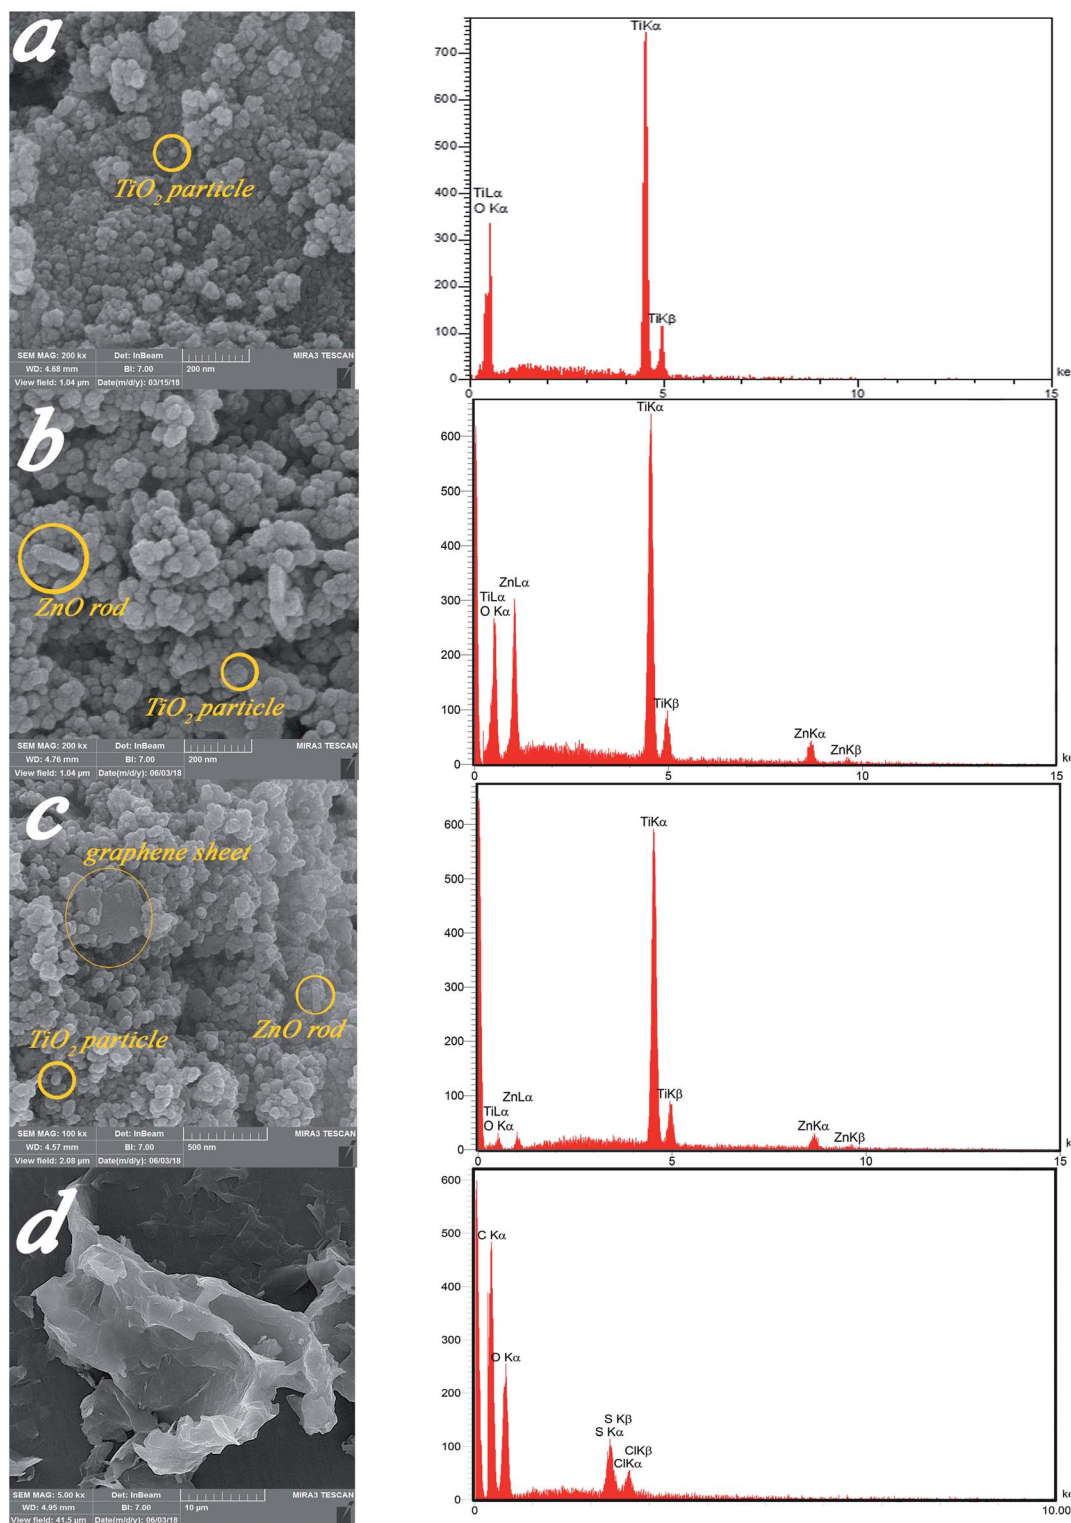 a
TiO2 particle
SEM MAG: 200 kx Det: InBeam MIRA3 TESCAN
WD: 4.68 mm BI: 7.00 200 nm
View field: 1.04 µm Date(m/d/y): 03/15/18
TiKα
700
600
500
400
TiLα
O Kα
300
200
TiKβ
100
0
0 5 10 15
ke
b
ZnO rod
TiO2 particle
SEM MAG: 200 kx Det: InBeam MIRA3 TESCAN
WD: 4.76 mm BI: 7.00 200 nm
View field: 1.04 µm Date(m/d/y): 06/03/18
TiKα
600
500
400
300
ZnLα
TiLα
O Kα
200
100
TiKβ
ZnKα
ZnKβ
0
0 5 10 15
ke
c
graphene sheet
ZnO rod
TiO2 particle
SEM MAG: 100 kx Det: InBeam MIRA3 TESCAN
WD: 4.57 mm BI: 7.00 500 nm
View field: 2.08 µm Date(m/d/y): 06/03/18
TiKα
600
500
400
300
200
100
ZnLα
TiLα
O Kα
TiKβ
ZnKα
ZnKβ
0
0 5 10 15
k
d
SEM MAG: 5.00 kx Det: InBeam MIRA3 TESCAN
WD: 4.95 mm BI: 7.00 10 µm
View field: 41.5 µm Date(m/d/y): 06/03/18
600
500
C Kα
400
300
O Kα
200
100
S Kβ
S Kα
ClKβ
ClKα
0
0 10.00
ke